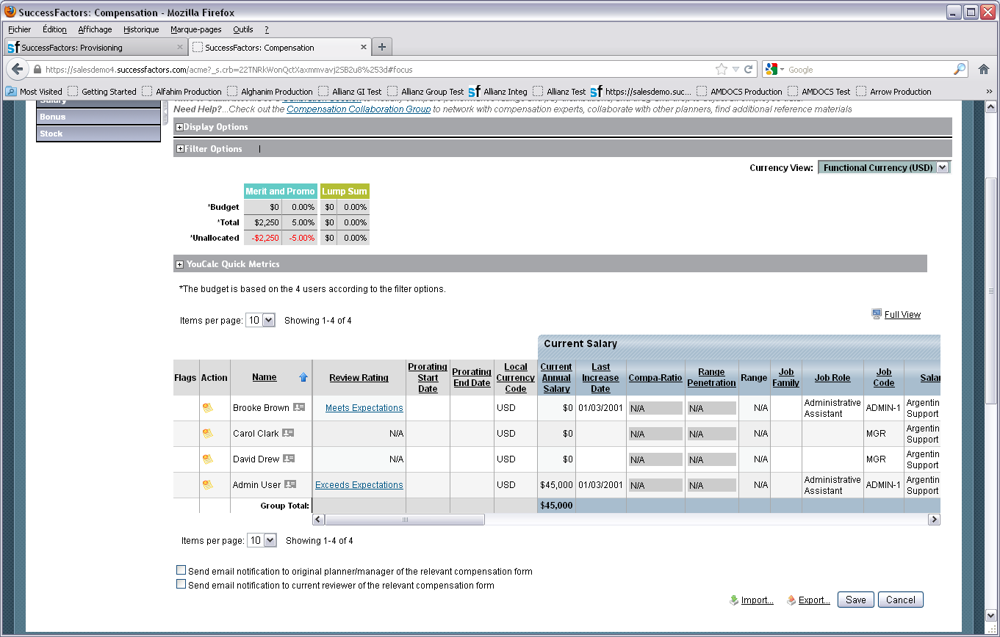 SuccessFactors: Compensation - Mozilla Firefox
Fichier Édition Affichage Historique Marque-pages Outils ?
SuccessFactors: Provisioning
SuccessFactors: Compensation
https://salesdemo4.successfactors.com/acme?_s.crb=22TNRkWonQctXaxmmvavj2SB2u8%253d#focus
Google
Most Visited Getting Started Alfahim Production Alghanim Production Allianz GI Test Allianz Group Test Allianz Integ Allianz Test https://salesdemo.suc... AMDOCS Production AMDOCS Test Arrow Production »
Salary
Bonus
Stock
Need Help?...Check out the Compensation Collaboration Group to network with compensation experts, collaborate with other planners, find additional reference materials
Display Options
Filter Options |
Currency View: Functional Currency (USD)
Merit and Promo Lump Sum
*Budget $0 0.00% $0 0.00%
*Total $2,250 5.00% $0 0.00%
*Unallocated -$2,250 -5.00% $0 0.00%
YouCalc Quick Metrics
*The budget is based on the 4 users according to the filter options.
Items per page: 10 Showing 1-4 of 4
Full View
Current Salary
Flags Action Name Review Rating Prorating Start Date Prorating End Date Local Currency Code Current Annual Salary Last Increase Date Compa-Ratio Range Penetration Range Job Family Job Role Job Code Salar
Brooke Brown Meets Expectations USD $0 01/03/2001 N/A N/A N/A Administrative Assistant ADMIN-1 Argentin Support
Carol Clark N/A USD $0 N/A N/A N/A MGR Argentin Support
David Drew N/A USD $0 N/A N/A N/A MGR Argentin Support
Admin User Exceeds Expectations USD $45,000 01/03/2001 N/A N/A N/A Administrative Assistant ADMIN-1 Argentin Support
Group Total: $45,000
Items per page: 10 Showing 1-4 of 4
Send email notification to original planner/manager of the relevant compensation form
Send email notification to current reviewer of the relevant compensation form
Import... Export... Save Cancel